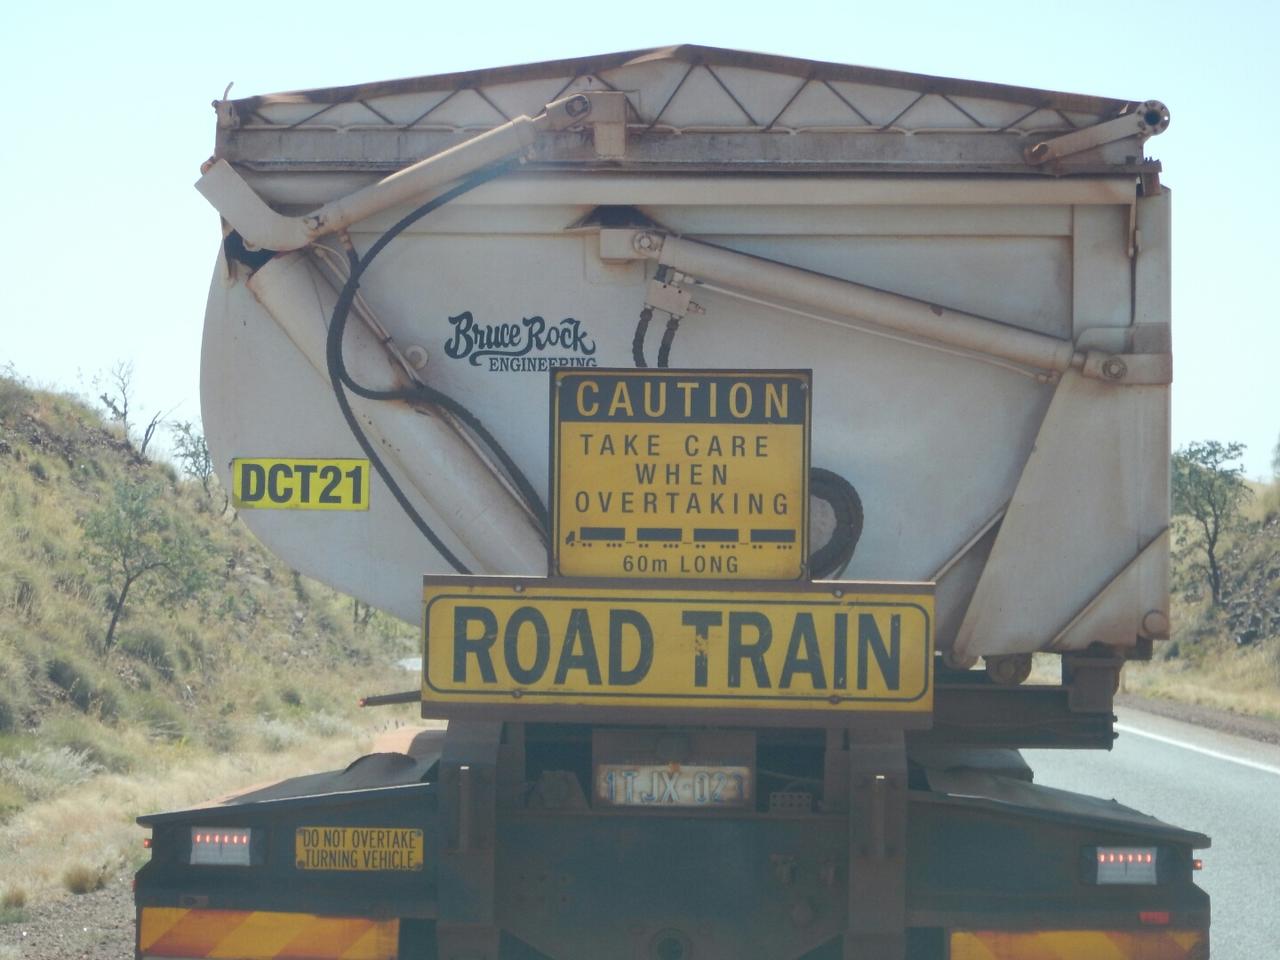 Bruce Rock
ENGINEERING
CAUTION
TAKE CARE
WHEN
OVERTAKING
60m LONG
DCT21
ROAD TRAIN
1TJX·021
DO NOT OVERTAKE
TURNING VEHICLE